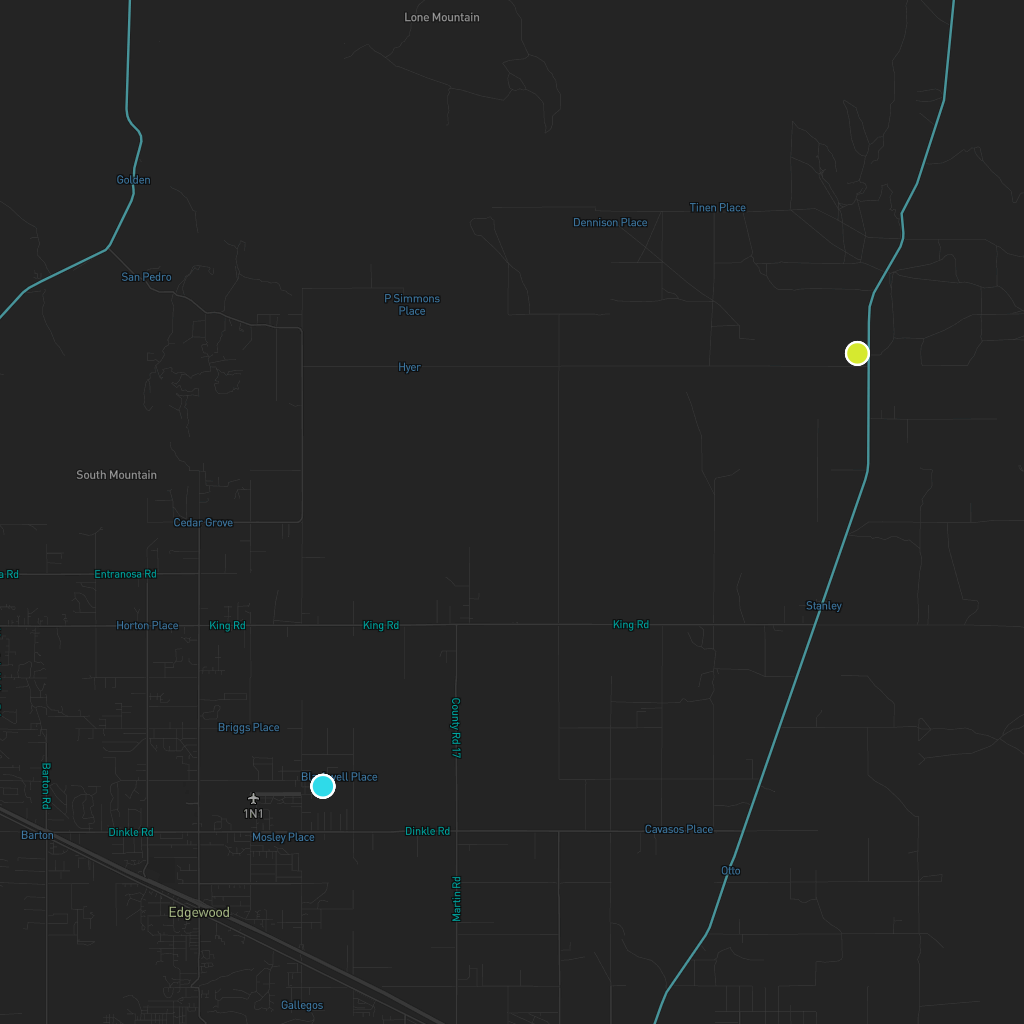 Lone Mountain
Golden
Tinen Place
Dennison Place
San Pedro
P Simmons
Place
Hyer
South Mountain
Cedar Grove
a Rd
Entranosa Rd
Stanley
Horton Place
King Rd
King Rd
King Rd
County Rd 17
Briggs Place
Barton Rd
Place
1N1
Barton
Dinkle Rd
Mosley Place
Dinkle Rd
Cavasos Place
Otto
Martin Rd
Edgewood
Gallegos